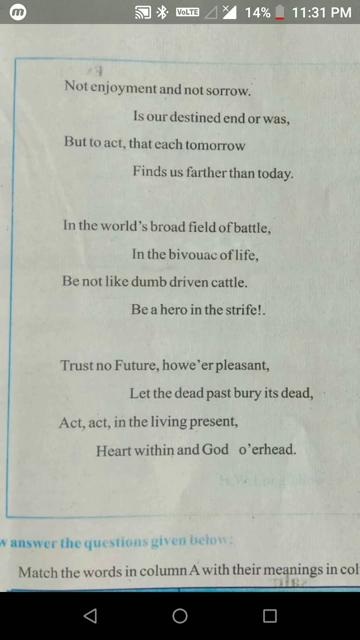 VoLTE 14% 11:31 PM
Not enjoyment and not sorrow.
Is our destined end or was,
But to act, that each tomorrow
Finds us farther than today.
In the world's broad field of battle,
In the bivouac of life,
Be not like dumb driven cattle.
Be a hero in the strife!.
Trust no Future, howe'er pleasant,
Let the dead past bury its dead,
Act, act, in the living present,
Heart within and God o'erhead.
answer the questions given below:
Match the words in column A with their meanings in